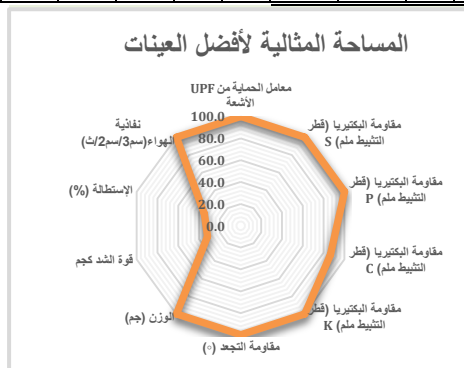 المساحة المثالية لأفضل العينات
معامل الحماية من UPF
الأشعة
مقاومة البكتيريا (قطر
التثبيط ملم) S
مقاومة البكتيريا (قطر
التثبيط ملم) P
مقاومة البكتيريا (قطر
التثبيط ملم) C
مقاومة البكتيريا (قطر
التثبيط ملم) K
مقاومة التجعد (◦)
الوزن (جم)
قوة الشد كجم
الإستطالة (%)
نفاذية
الهواء(سم3/سم2/ث)
100.0
80.0
60.0
40.0
20.0
0.0